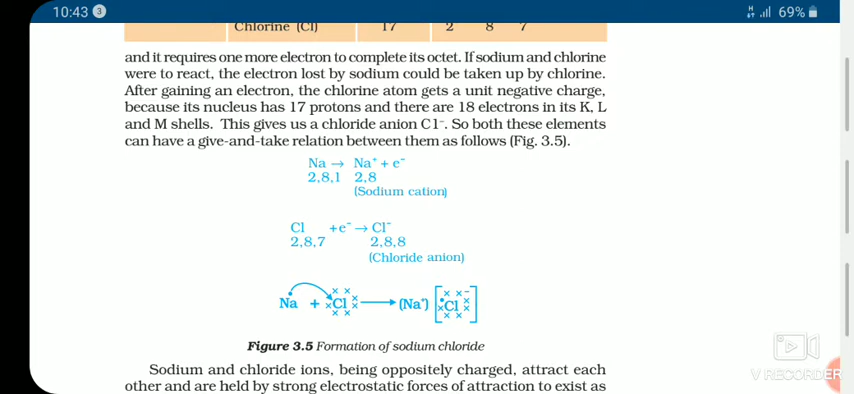 10:43 3 69%
Chlorine (Cl) 17 2 8 7
and it requires one more electron to complete its octet. If sodium and chlorine
were to react, the electron lost by sodium could be taken up by chlorine.
After gaining an electron, the chlorine atom gets a unit negative charge,
because its nucleus has 17 protons and there are 18 electrons in its K, L
and M shells. This gives us a chloride anion C1⁻. So both these elements
can have a give-and-take relation between them as follows (Fig. 3.5).
Na → Na⁺ + e⁻
2,8,1 2,8
(Sodium cation)
Cl +e⁻ → Cl⁻
2,8,7 2,8,8
(Chloride anion)
Na + Cl → (Na⁺) [Cl]⁻
Figure 3.5 Formation of sodium chloride
Sodium and chloride ions, being oppositely charged, attract each
other and are held by strong electrostatic forces of attraction to exist as
V RECORDER